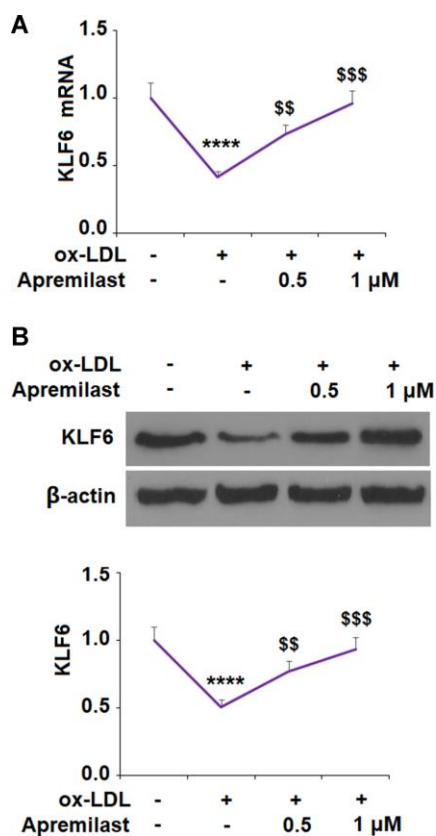 A
KLF6 mRNA
1.5
1.0
0.5
0.0
****
$$
$$$
ox-LDL - + + +
Apremilast - - 0.5 1 µM
B
ox-LDL - + + +
Apremilast - - 0.5 1 µM
KLF6
β-actin
KLF6
1.5
1.0
0.5
0.0
****
$$
$$$
ox-LDL - + + +
Apremilast - - 0.5 1 µM